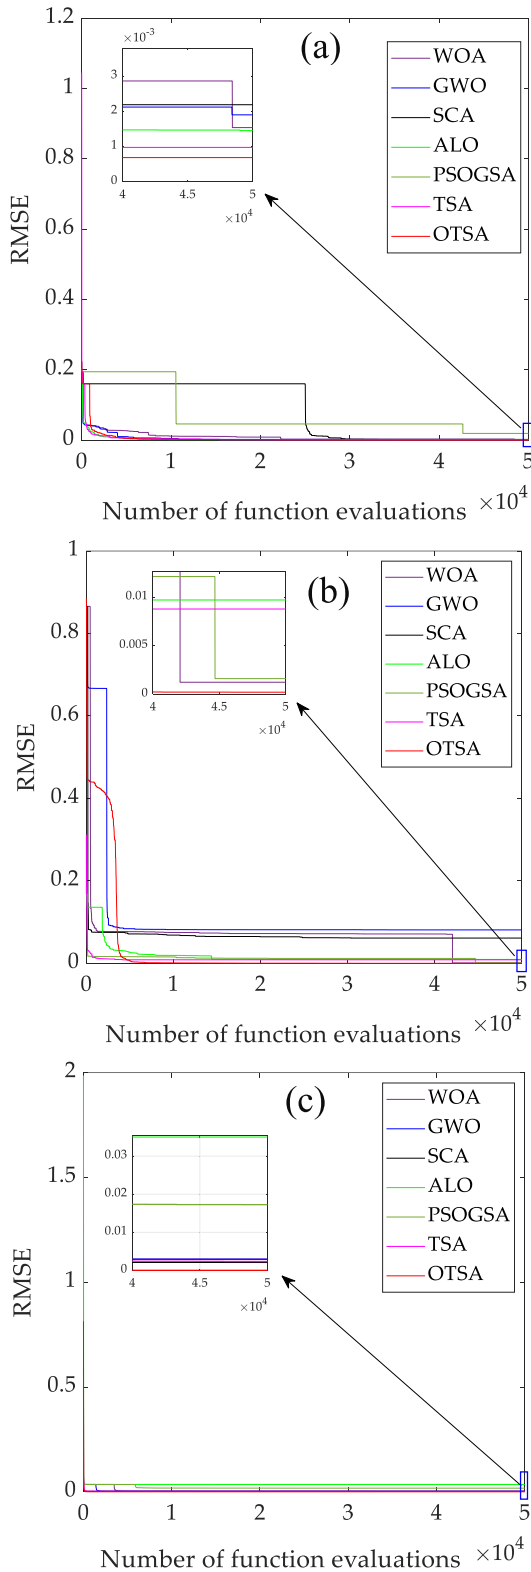 1.2
(a)
×10⁻³
WOA
GWO
SCA
ALO
PSOGSA
TSA
OTSA
3
2
1
0
4 4.5 5
×10⁴
1
0.8
0.6
0.4
0.2
0
RMSE
0 1 2 3 4 5
×10⁴
Number of function evaluations
1
(b)
WOA
GWO
SCA
ALO
PSOGSA
TSA
OTSA
0.01
0.005
0
4 4.5 5
×10⁴
0.8
0.6
0.4
0.2
0
RMSE
0 1 2 3 4 5
×10⁴
Number of function evaluations
2
(c)
WOA
GWO
SCA
ALO
PSOGSA
TSA
OTSA
0.03
0.02
0.01
0
4 4.5 5
×10⁴
1.5
1
0.5
0
RMSE
0 1 2 3 4 5
×10⁴
Number of function evaluations